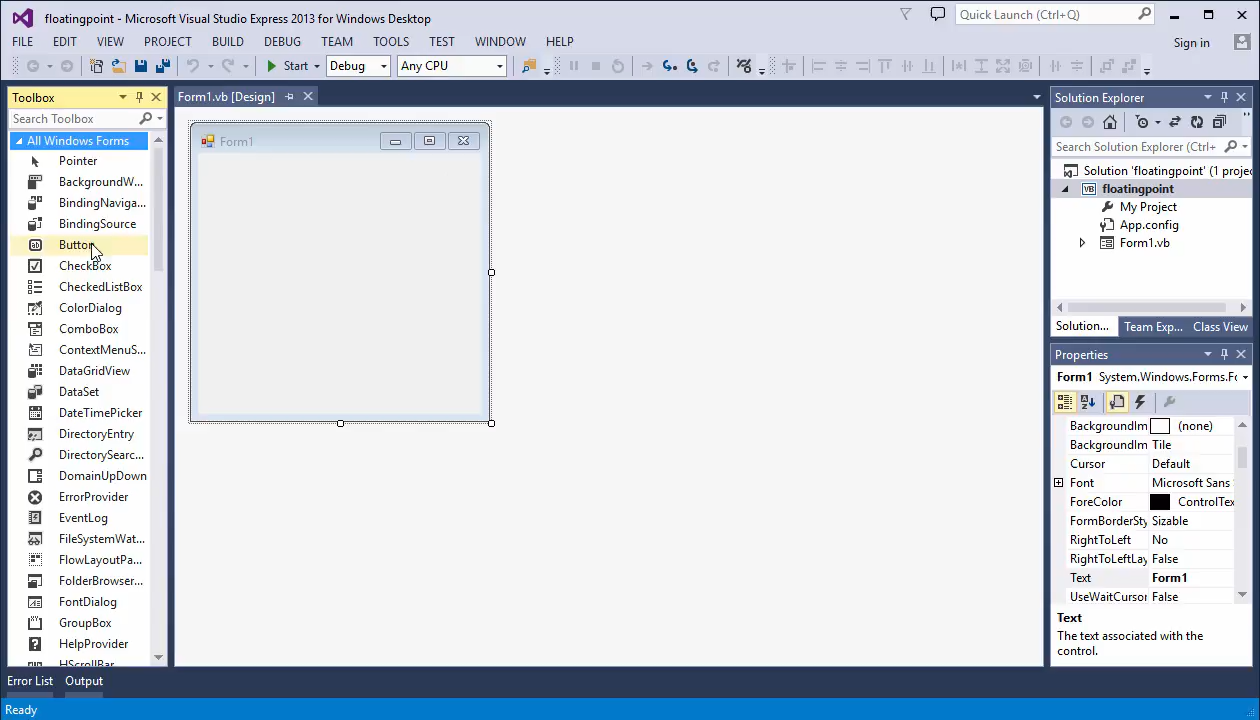 floatingpoint - Microsoft Visual Studio Express 2013 for Windows Desktop
Quick Launch (Ctrl+Q)
FILE EDIT VIEW PROJECT BUILD DEBUG TEAM TOOLS TEST WINDOW HELP
Sign in
Start Debug Any CPU
Toolbox
Search Toolbox
All Windows Forms
Pointer
BackgroundW...
BindingNaviga...
BindingSource
Button
CheckBox
CheckedListBox
ColorDialog
ComboBox
ContextMenuS...
DataGridView
DataSet
DateTimePicker
DirectoryEntry
DirectorySearc...
DomainUpDown
ErrorProvider
EventLog
FileSystemWat...
FlowLayoutPa...
FolderBrowser...
FontDialog
GroupBox
HelpProvider
HScrollBar
Form1.vb [Design]
Form1
Solution Explorer
Search Solution Explorer (Ctrl+
Solution 'floatingpoint' (1 projec
VB floatingpoint
My Project
App.config
Form1.vb
Solution... Team Exp... Class View
Properties
Form1 System.Windows.Forms.Fo
BackgroundIm (none)
BackgroundIm Tile
Cursor Default
Font Microsoft Sans
ForeColor ControlTex
FormBorderSty Sizable
RightToLeft No
RightToLeftLay False
Text Form1
UseWaitCursor False
Text
The text associated with the
control.
Error List Output
Ready